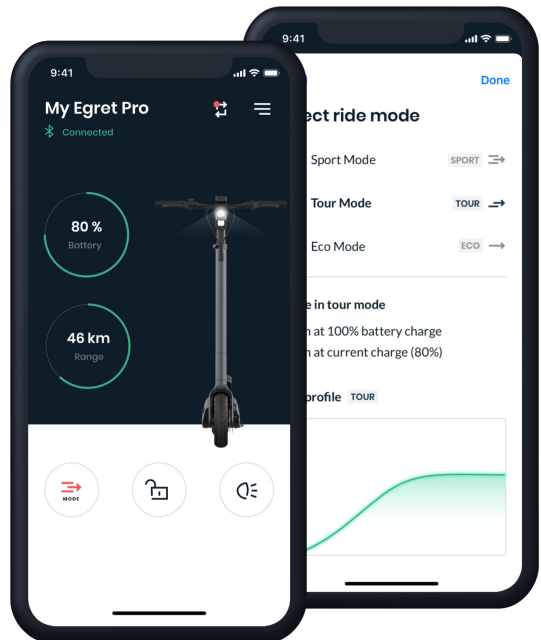 9:41
My Egret Pro
Connected
80 %
Battery
46 km
Range
MODE
9:41
Done
ect ride mode
Sport Mode SPORT
Tour Mode TOUR
Eco Mode ECO
e in tour mode
at 100% battery charge
at current charge (80%)
profile TOUR